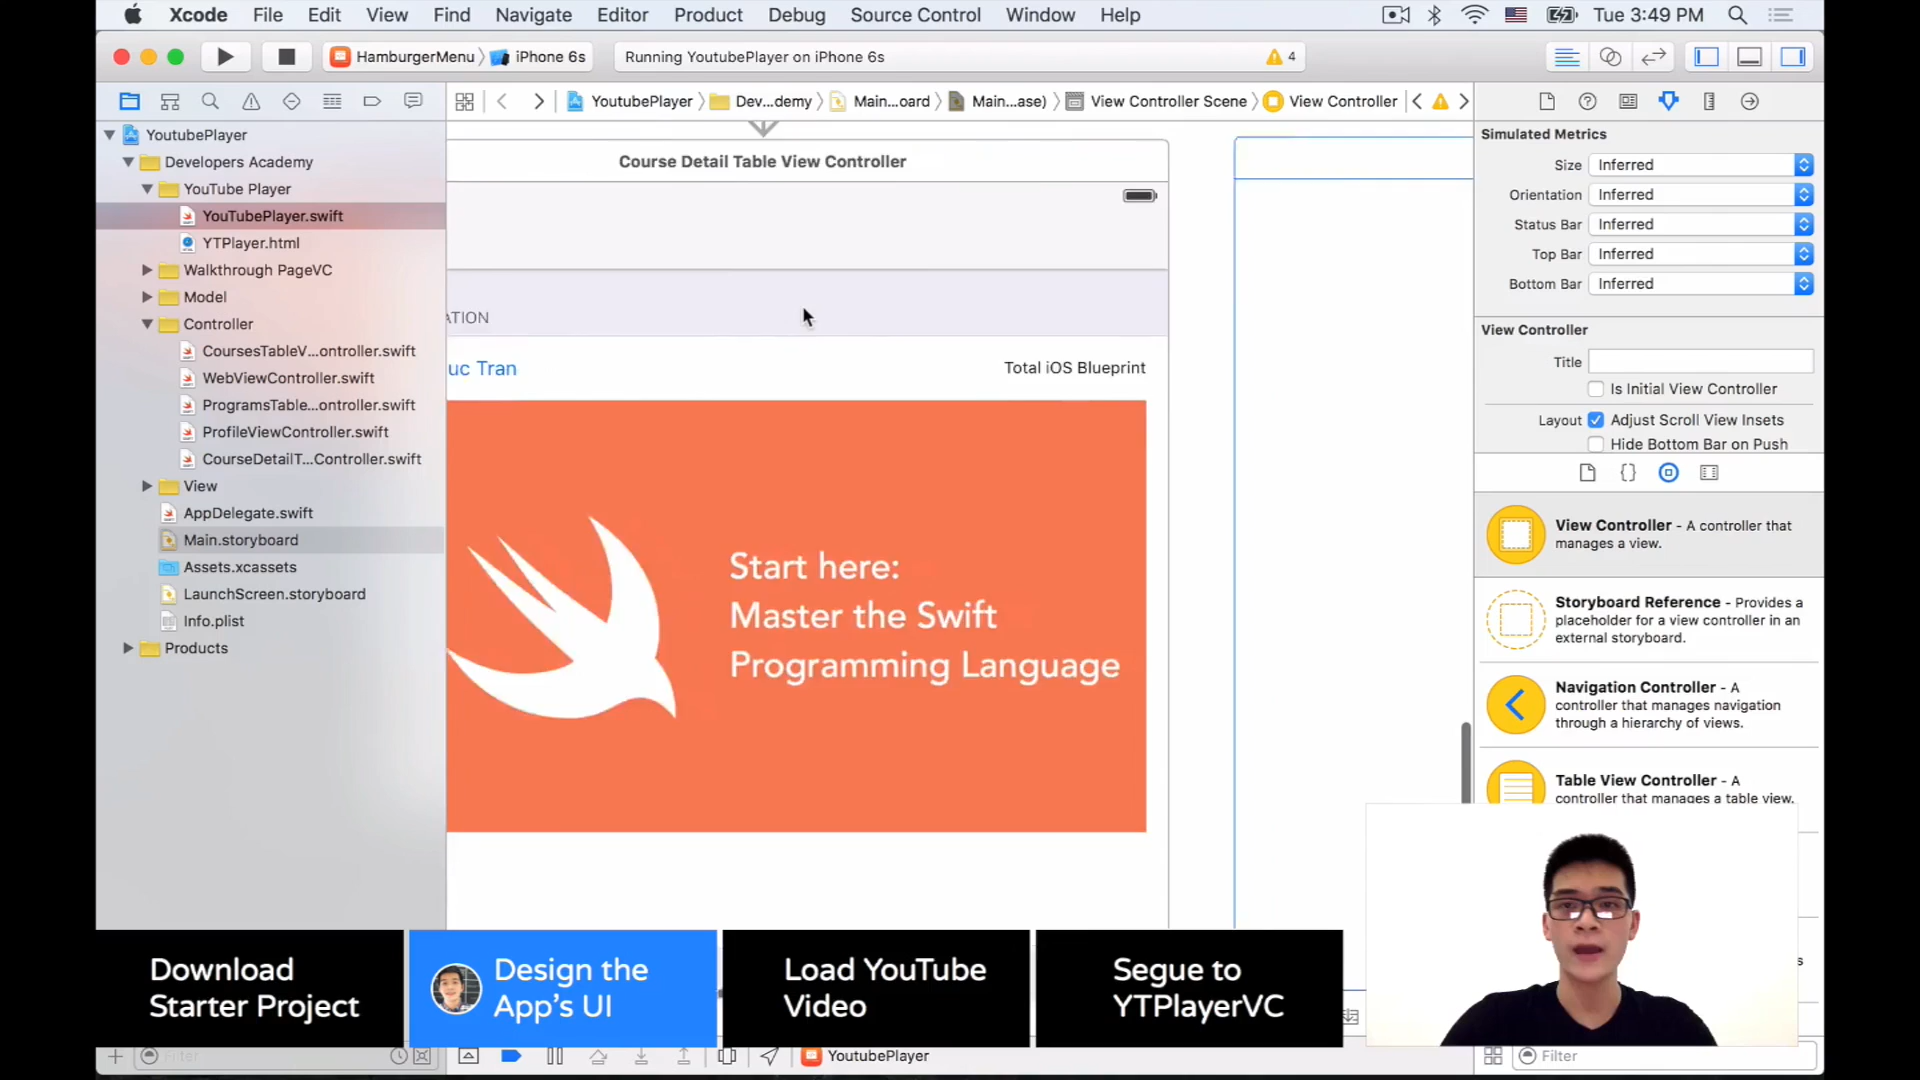 Xcode File Edit View Find Navigate Editor Product Debug Source Control Window Help Tue 3:49 PM
HamburgerMenu iPhone 6s Running YoutubePlayer on iPhone 6s 4
YoutubePlayer Dev...demy Main...oard Main...ase) View Controller Scene View Controller
YoutubePlayer
Developers Academy
YouTube Player
YouTubePlayer.swift
YTPlayer.html
Walkthrough PageVC
Model
Controller
CoursesTableV...ontroller.swift
WebViewController.swift
ProgramsTable...ontroller.swift
ProfileViewController.swift
CourseDetailT...Controller.swift
View
AppDelegate.swift
Main.storyboard
Assets.xcassets
LaunchScreen.storyboard
Info.plist
Products
Course Detail Table View Controller
ATION
uc Tran
Total iOS Blueprint
Start here:
Master the Swift
Programming Language
Simulated Metrics
Size Inferred
Orientation Inferred
Status Bar Inferred
Top Bar Inferred
Bottom Bar Inferred
View Controller
Title
Is Initial View Controller
Layout Adjust Scroll View Insets
Hide Bottom Bar on Push
View Controller - A controller that
manages a view.
Storyboard Reference - Provides a
placeholder for a view controller in an
external storyboard.
Navigation Controller - A
controller that manages navigation
through a hierarchy of views.
Table View Controller - A
controller that manages a table view.
Download
Starter Project
Design the
App's UI
Load YouTube
Video
Segue to
YTPlayerVC
Filter
YoutubePlayer
Filter